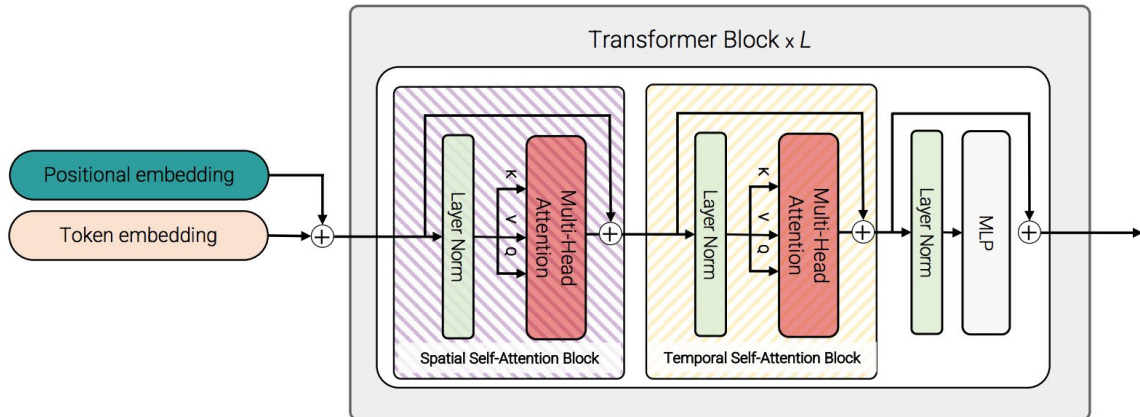 Transformer Block x L
Positional embedding
Token embedding
Layer Norm
K
V
Q
Multi-Head
Attention
Spatial Self-Attention Block
Layer Norm
K
V
Q
Multi-Head
Attention
Temporal Self-Attention Block
Layer Norm
MLP